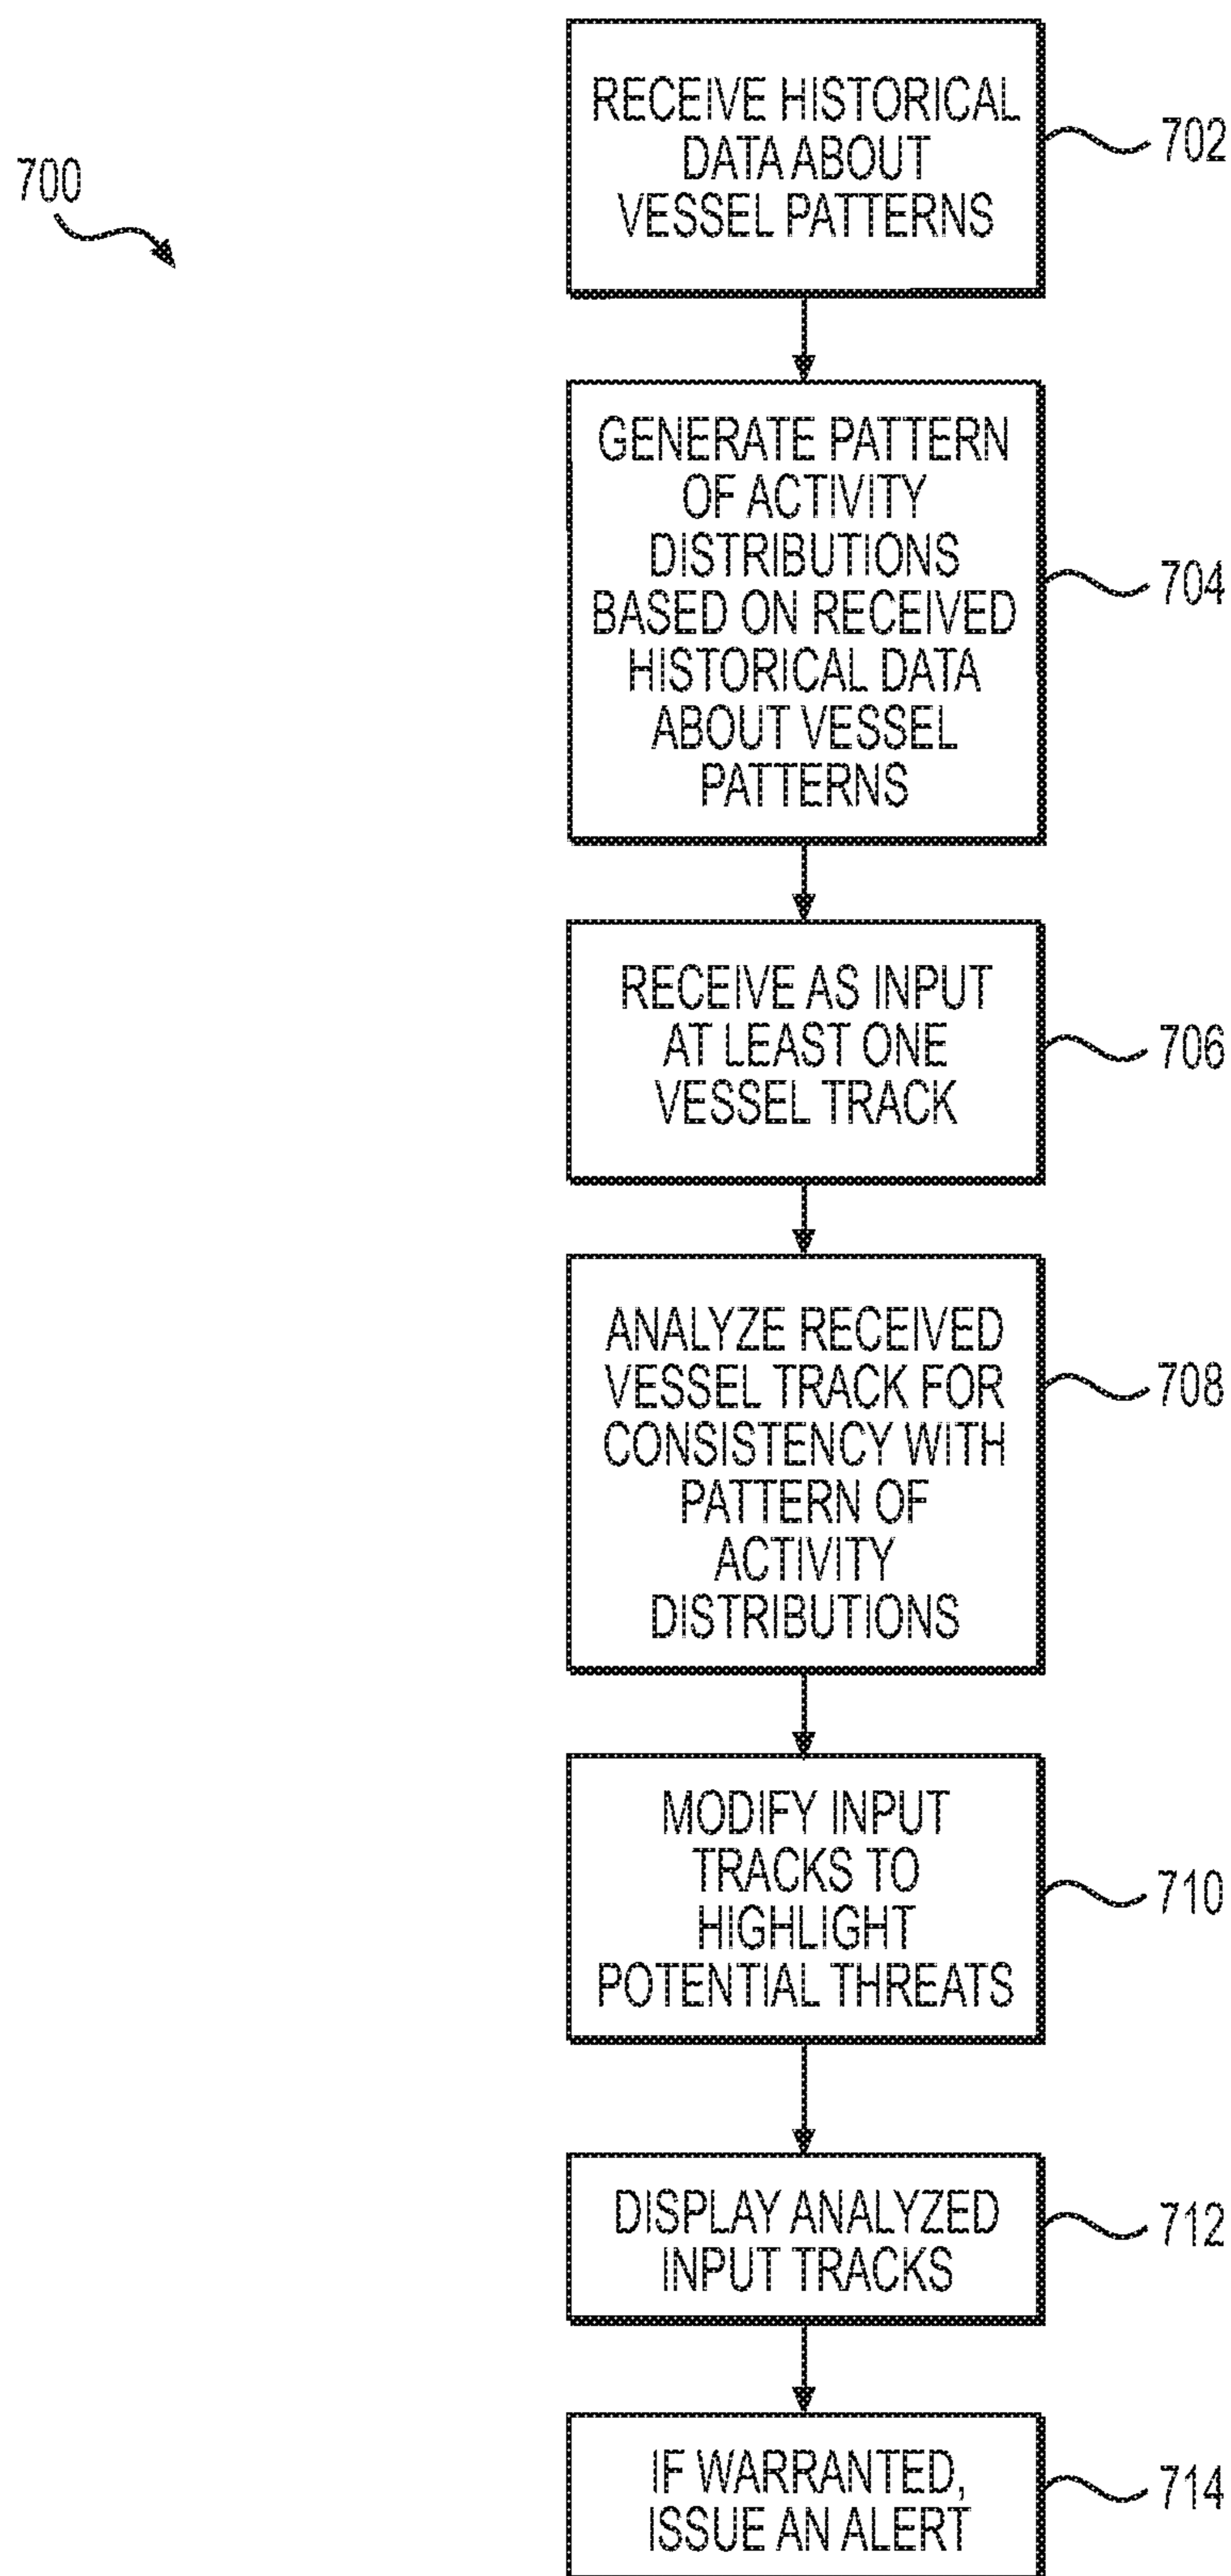 700
RECEIVE HISTORICAL
DATA ABOUT
VESSEL PATTERNS
702
GENERATE PATTERN
OF ACTIVITY
DISTRIBUTIONS
BASED ON RECEIVED
HISTORICAL DATA
ABOUT VESSEL
PATTERNS
704
RECEIVE AS INPUT
AT LEAST ONE
VESSEL TRACK
706
ANALYZE RECEIVED
VESSEL TRACK FOR
CONSISTENCY WITH
PATTERN OF
ACTIVITY
DISTRIBUTIONS
708
MODIFY INPUT
TRACKS TO
HIGHLIGHT
POTENTIAL THREATS
710
DISPLAY ANALYZED
INPUT TRACKS
712
IF WARRANTED,
ISSUE AN ALERT
714